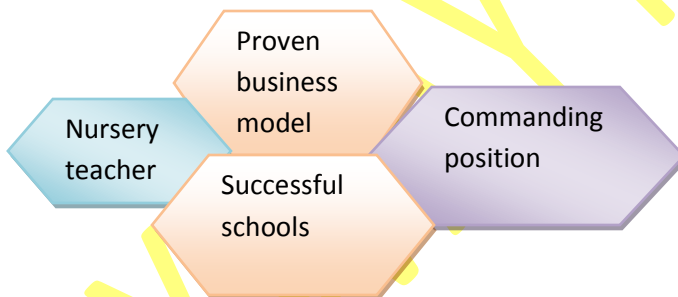 Proven
business
model
Nursery
teacher
Commanding
position
Successful
schools